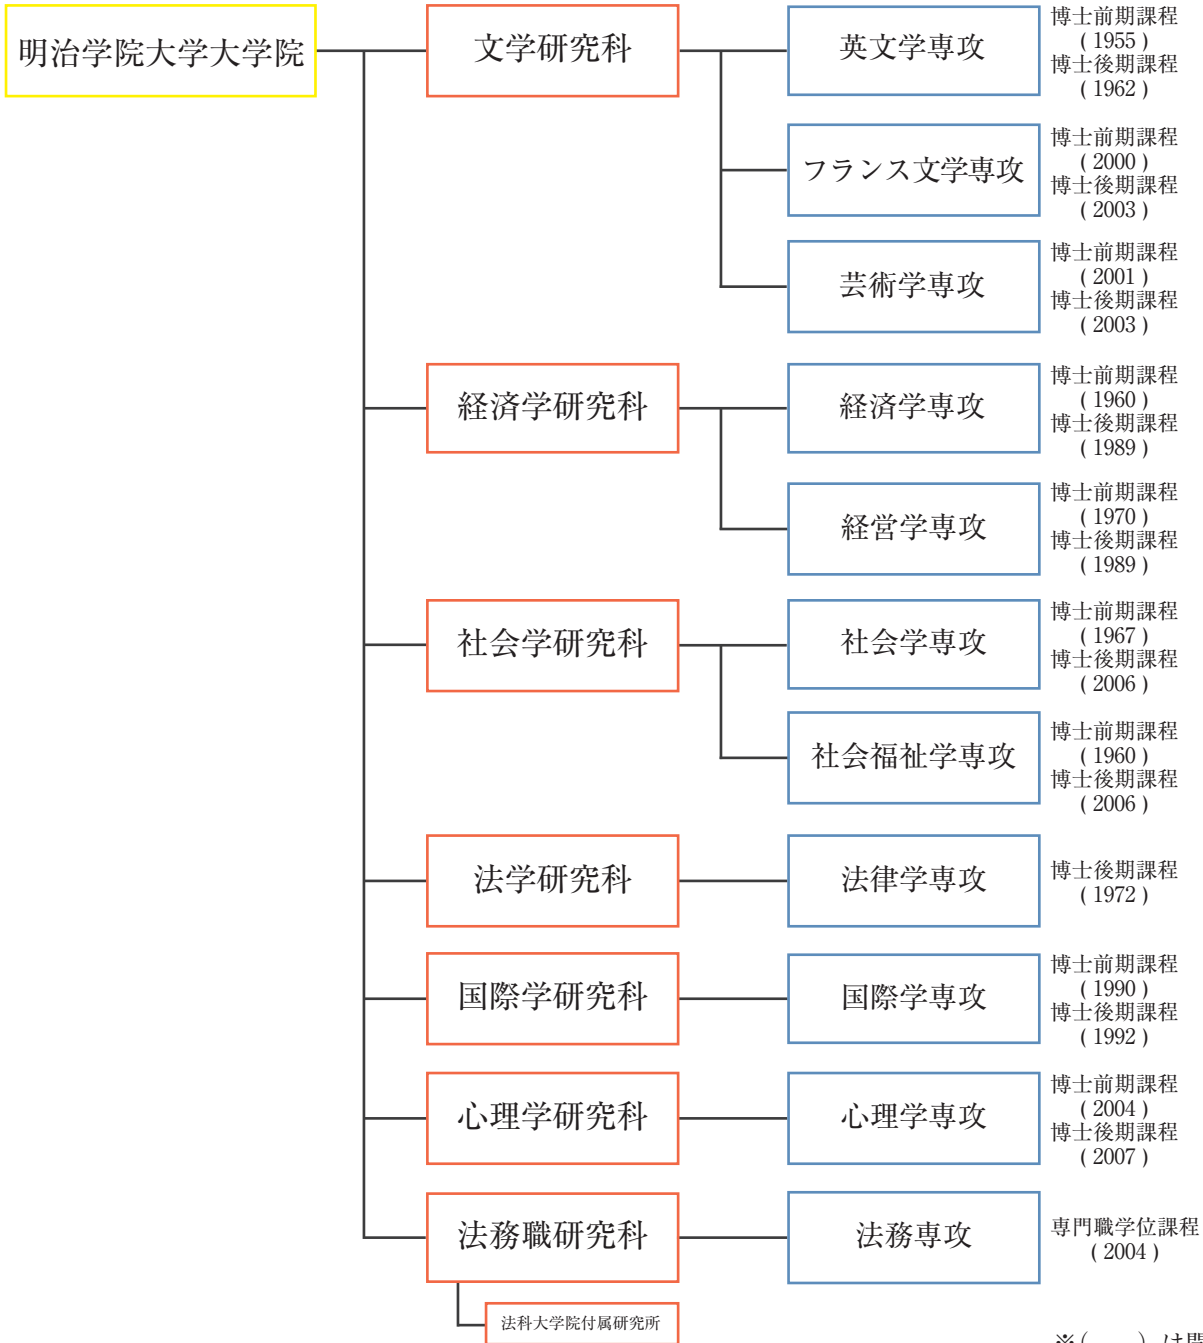 明治学院大学大学院
文学研究科
英文学専攻
博士前期課程
( 1955 )
博士後期課程
( 1962 )
フランス文学専攻
博士前期課程
( 2000 )
博士後期課程
( 2003 )
芸術学専攻
博士前期課程
( 2001 )
博士後期課程
( 2003 )
経済学研究科
経済学専攻
博士前期課程
( 1960 )
博士後期課程
( 1989 )
経営学専攻
博士前期課程
( 1970 )
博士後期課程
( 1989 )
社会学研究科
社会学専攻
博士前期課程
( 1967 )
博士後期課程
( 2006 )
社会福祉学専攻
博士前期課程
( 1960 )
博士後期課程
( 2006 )
法学研究科
法律学専攻
博士後期課程
( 1972 )
国際学研究科
国際学専攻
博士前期課程
( 1990 )
博士後期課程
( 1992 )
心理学研究科
心理学専攻
博士前期課程
( 2004 )
博士後期課程
( 2007 )
法務職研究科
法務専攻
専門職学位課程
( 2004 )
法科大学院付属研究所
※(　　) は開